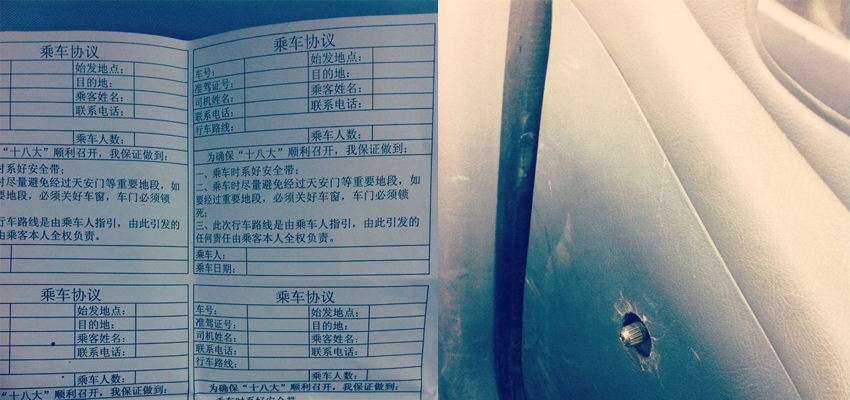 乘车协议
始发地点：
目的地：
乘客姓名：
联系电话：
乘车人数：
“十八大”顺利召开，我保证做到：
时系好安全带；
时尽量避免经过天安门等重要地段，如
要地段，必须关好车窗，车门必须锁
行车路线是由乘车人指引，由此引发的
由乘客本人全权负责。
乘车协议
车号：
始发地点：
准驾证号：
目的地：
司机姓名：
乘客姓名：
联系电话：
联系电话：
行车路线：
乘车人数：
为确保“十八大”顺利召开，我保证做到：
一、乘车时系好安全带；
二、乘车时尽量避免经过天安门等重要地段，如
要经过重要地段，必须关好车窗，车门必须锁
死；
三、此次行车路线是由乘车人指引，由此引发的
任何责任由乘客本人全权负责。
乘车人：
乘车日期：
乘车协议
始发地点：
目的地：
乘客姓名：
联系电话：
乘车人数：
“十八大”顺利召开，我保证做到：
乘车协议
车号：
始发地点：
准驾证号：
目的地：
司机姓名：
乘客姓名：
联系电话：
联系电话：
行车路线：
乘车人数：
为确保“十八大”顺利召开，我保证做到：